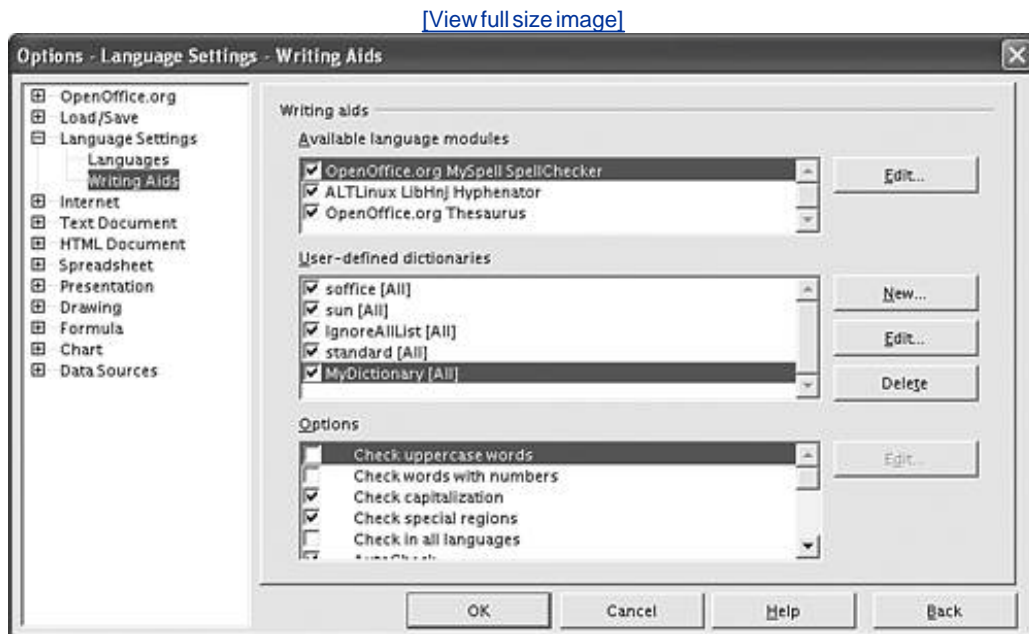 [View full size image]
Options - Language Settings - Writing Aids
OpenOffice.org
Load/Save
Language Settings
Languages
Writing Aids
Internet
Text Document
HTML Document
Spreadsheet
Presentation
Drawing
Formula
Chart
Data Sources
Writing aids
Available language modules
OpenOffice.org MySpell SpellChecker
ALTLinux LibHnj Hyphenator
OpenOffice.org Thesaurus
Edit...
User-defined dictionaries
soffice [All]
sun [All]
IgnoreAllList [All]
standard [All]
MyDictionary [All]
New...
Edit...
Delete
Options
Check uppercase words
Check words with numbers
Check capitalization
Check special regions
Check in all languages
AutoCheck
Edit...
OK
Cancel
Help
Back